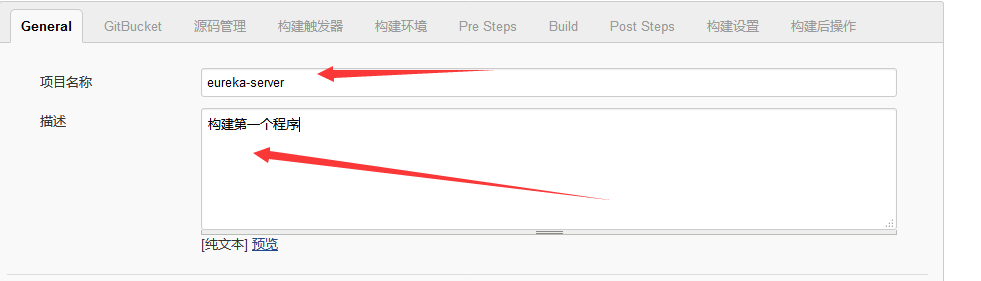 General GitBucket 源码管理 构建触发器 构建环境 Pre Steps Build Post Steps 构建设置 构建后操作
项目名称 eureka-server
描述 构建第一个程序
[纯文本] 预览